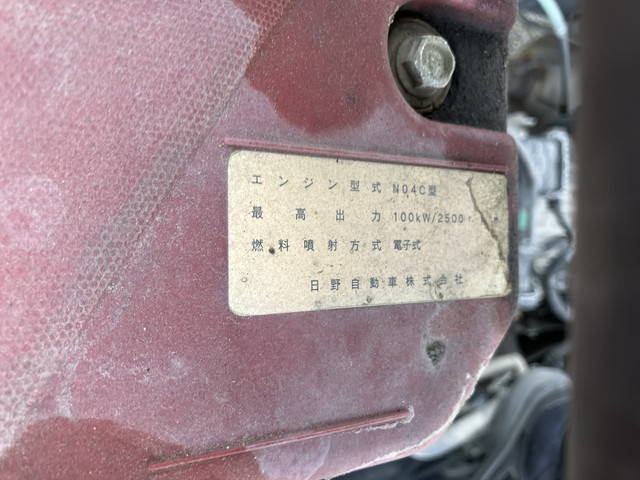 エンジン型式 N04C型
最高出力 100kW/2500r
燃料噴射方式 電子式
日野自動車株式会社